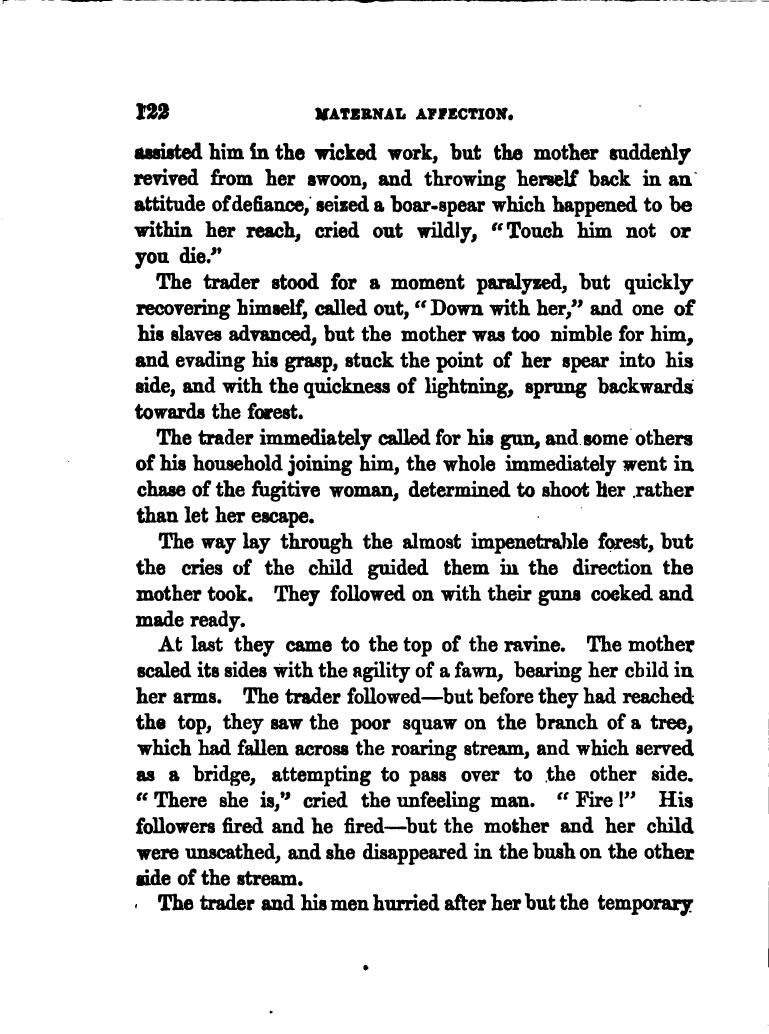 122 MATERNAL AFFECTION.
assisted him in the wicked work, but the mother suddenly
revived from her swoon, and throwing herself back in an
attitude of defiance, seized a boar-spear which happened to be
within her reach, cried out wildly, “Touch him not or
you die.”
The trader stood for a moment paralyzed, but quickly
recovering himself, called out, “Down with her,” and one of
his slaves advanced, but the mother was too nimble for him,
and evading his grasp, stuck the point of her spear into his
side, and with the quickness of lightning, sprung backwards
towards the forest.
The trader immediately called for his gun, and some others
of his household joining him, the whole immediately went in
chase of the fugitive woman, determined to shoot her rather
than let her escape.
The way lay through the almost impenetrable forest, but
the cries of the child guided them in the direction the
mother took. They followed on with their guns cocked and
made ready.
At last they came to the top of the ravine. The mother
scaled its sides with the agility of a fawn, bearing her child in
her arms. The trader followed—but before they had reached
the top, they saw the poor squaw on the branch of a tree,
which had fallen across the roaring stream, and which served
as a bridge, attempting to pass over to the other side.
“There she is,” cried the unfeeling man. “Fire!” His
followers fired and he fired—but the mother and her child
were unscathed, and she disappeared in the bush on the other
side of the stream.
The trader and his men hurried after her but the temporary